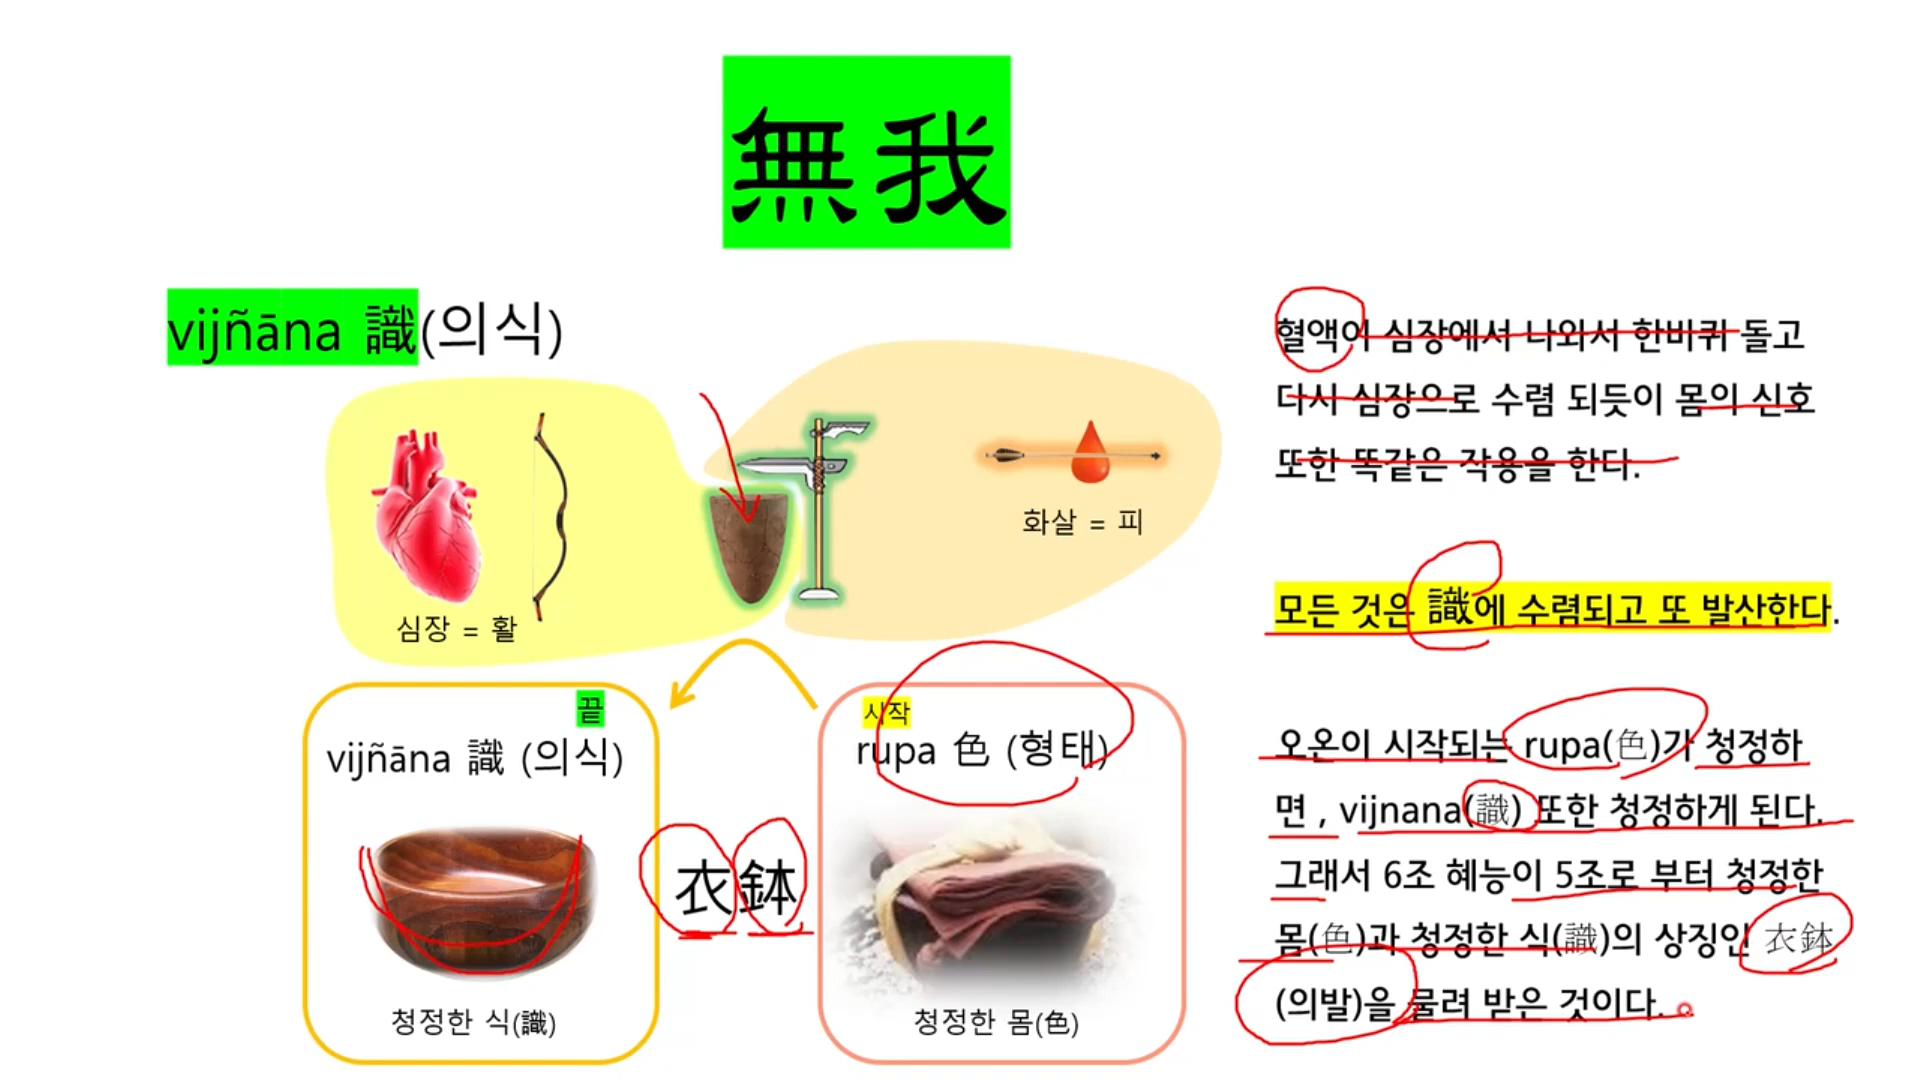 無我
vijñāna 識(의식)
심장 = 활
화살 = 피
혈액이 심장에서 나와서 한바퀴 돌고
다시 심장으로 수렴 되듯이 몸의 신호
또한 똑같은 작용을 한다.
모든 것은 識에 수렴되고 또 발산한다.
끝
vijñāna 識 (의식)
청정한 식(識)
衣鉢
시작
rupa 色 (형태)
청정한 몸(色)
오온이 시작되는 rupa(色)가 청정하
면 , vijnana(識) 또한 청정하게 된다.
그래서 6조 혜능이 5조로 부터 청정한
몸(色)과 청정한 식(識)의 상징인 衣鉢
(의발)을 물려 받은 것이다.